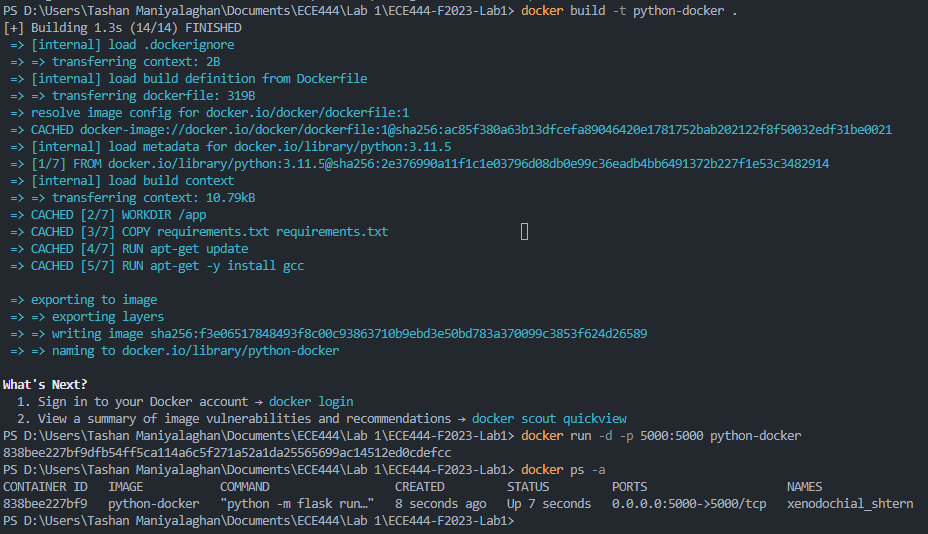 PS D:\Users\Tashan Maniyalaghan\Documents\ECE444\Lab 1\ECE444-F2023-Lab1> docker build -t python-docker .
[+] Building 1.3s (14/14) FINISHED
=> [internal] load .dockerignore
=> => transferring context: 2B
=> [internal] load build definition from Dockerfile
=> => transferring dockerfile: 319B
=> resolve image config for docker.io/docker/dockerfile:1
=> CACHED docker-image://docker.io/docker/dockerfile:1@sha256:ac85f380a63b13dfcefa89046420e1781752bab202122f8f50032edf31be0021
=> [internal] load metadata for docker.io/library/python:3.11.5
=> [1/7] FROM docker.io/library/python:3.11.5@sha256:2e376990a11f1c1e03796d08db0e99c36eadb4bb6491372b227f1e53c3482914
=> [internal] load build context
=> => transferring context: 10.79kB
=> CACHED [2/7] WORKDIR /app
=> CACHED [3/7] COPY requirements.txt requirements.txt
=> CACHED [4/7] RUN apt-get update
=> CACHED [5/7] RUN apt-get -y install gcc
=> exporting to image
=> => exporting layers
=> => writing image sha256:f3e06517848493f8c00c93863710b9ebd3e50bd783a370099c3853f624d26589
=> => naming to docker.io/library/python-docker
What's Next?
1. Sign in to your Docker account → docker login
2. View a summary of image vulnerabilities and recommendations → docker scout quickview
PS D:\Users\Tashan Maniyalaghan\Documents\ECE444\Lab 1\ECE444-F2023-Lab1> docker run -d -p 5000:5000 python-docker
838bee227bf9dfb54ff5ca114a6c5f271a52a1da25565699ac14512ed0cdefcc
PS D:\Users\Tashan Maniyalaghan\Documents\ECE444\Lab 1\ECE444-F2023-Lab1> docker ps -a
CONTAINER ID IMAGE COMMAND CREATED STATUS PORTS NAMES
838bee227bf9 python-docker "python -m flask run…" 8 seconds ago Up 7 seconds 0.0.0.0:5000->5000/tcp xenodochial_shtern
PS D:\Users\Tashan Maniyalaghan\Documents\ECE444\Lab 1\ECE444-F2023-Lab1>